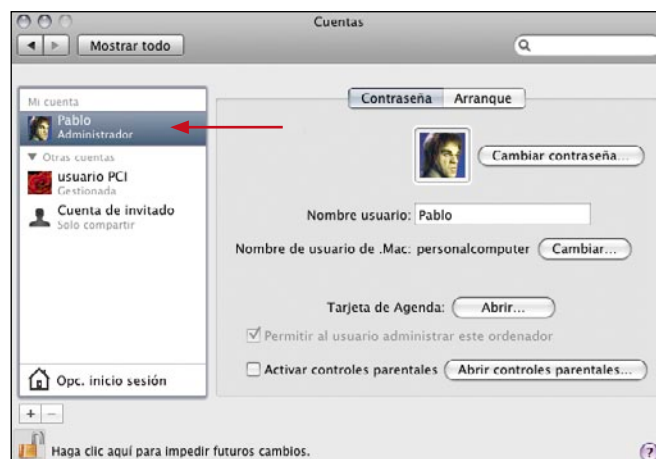 Cuentas
Mostrar todo
Mi cuenta
Pablo
Administrador
Otras cuentas
usuario PCI
Gestionada
Cuenta de invitado
Solo compartir
Opc. inicio sesión
Contraseña Arranque
Cambiar contraseña...
Nombre usuario: Pablo
Nombre de usuario de .Mac: personalcomputer Cambiar...
Tarjeta de Agenda: Abrir...
Permitir al usuario administrar este ordenador
Activar controles parentales Abrir controles parentales...
+ −
Haga clic aquí para impedir futuros cambios. ?